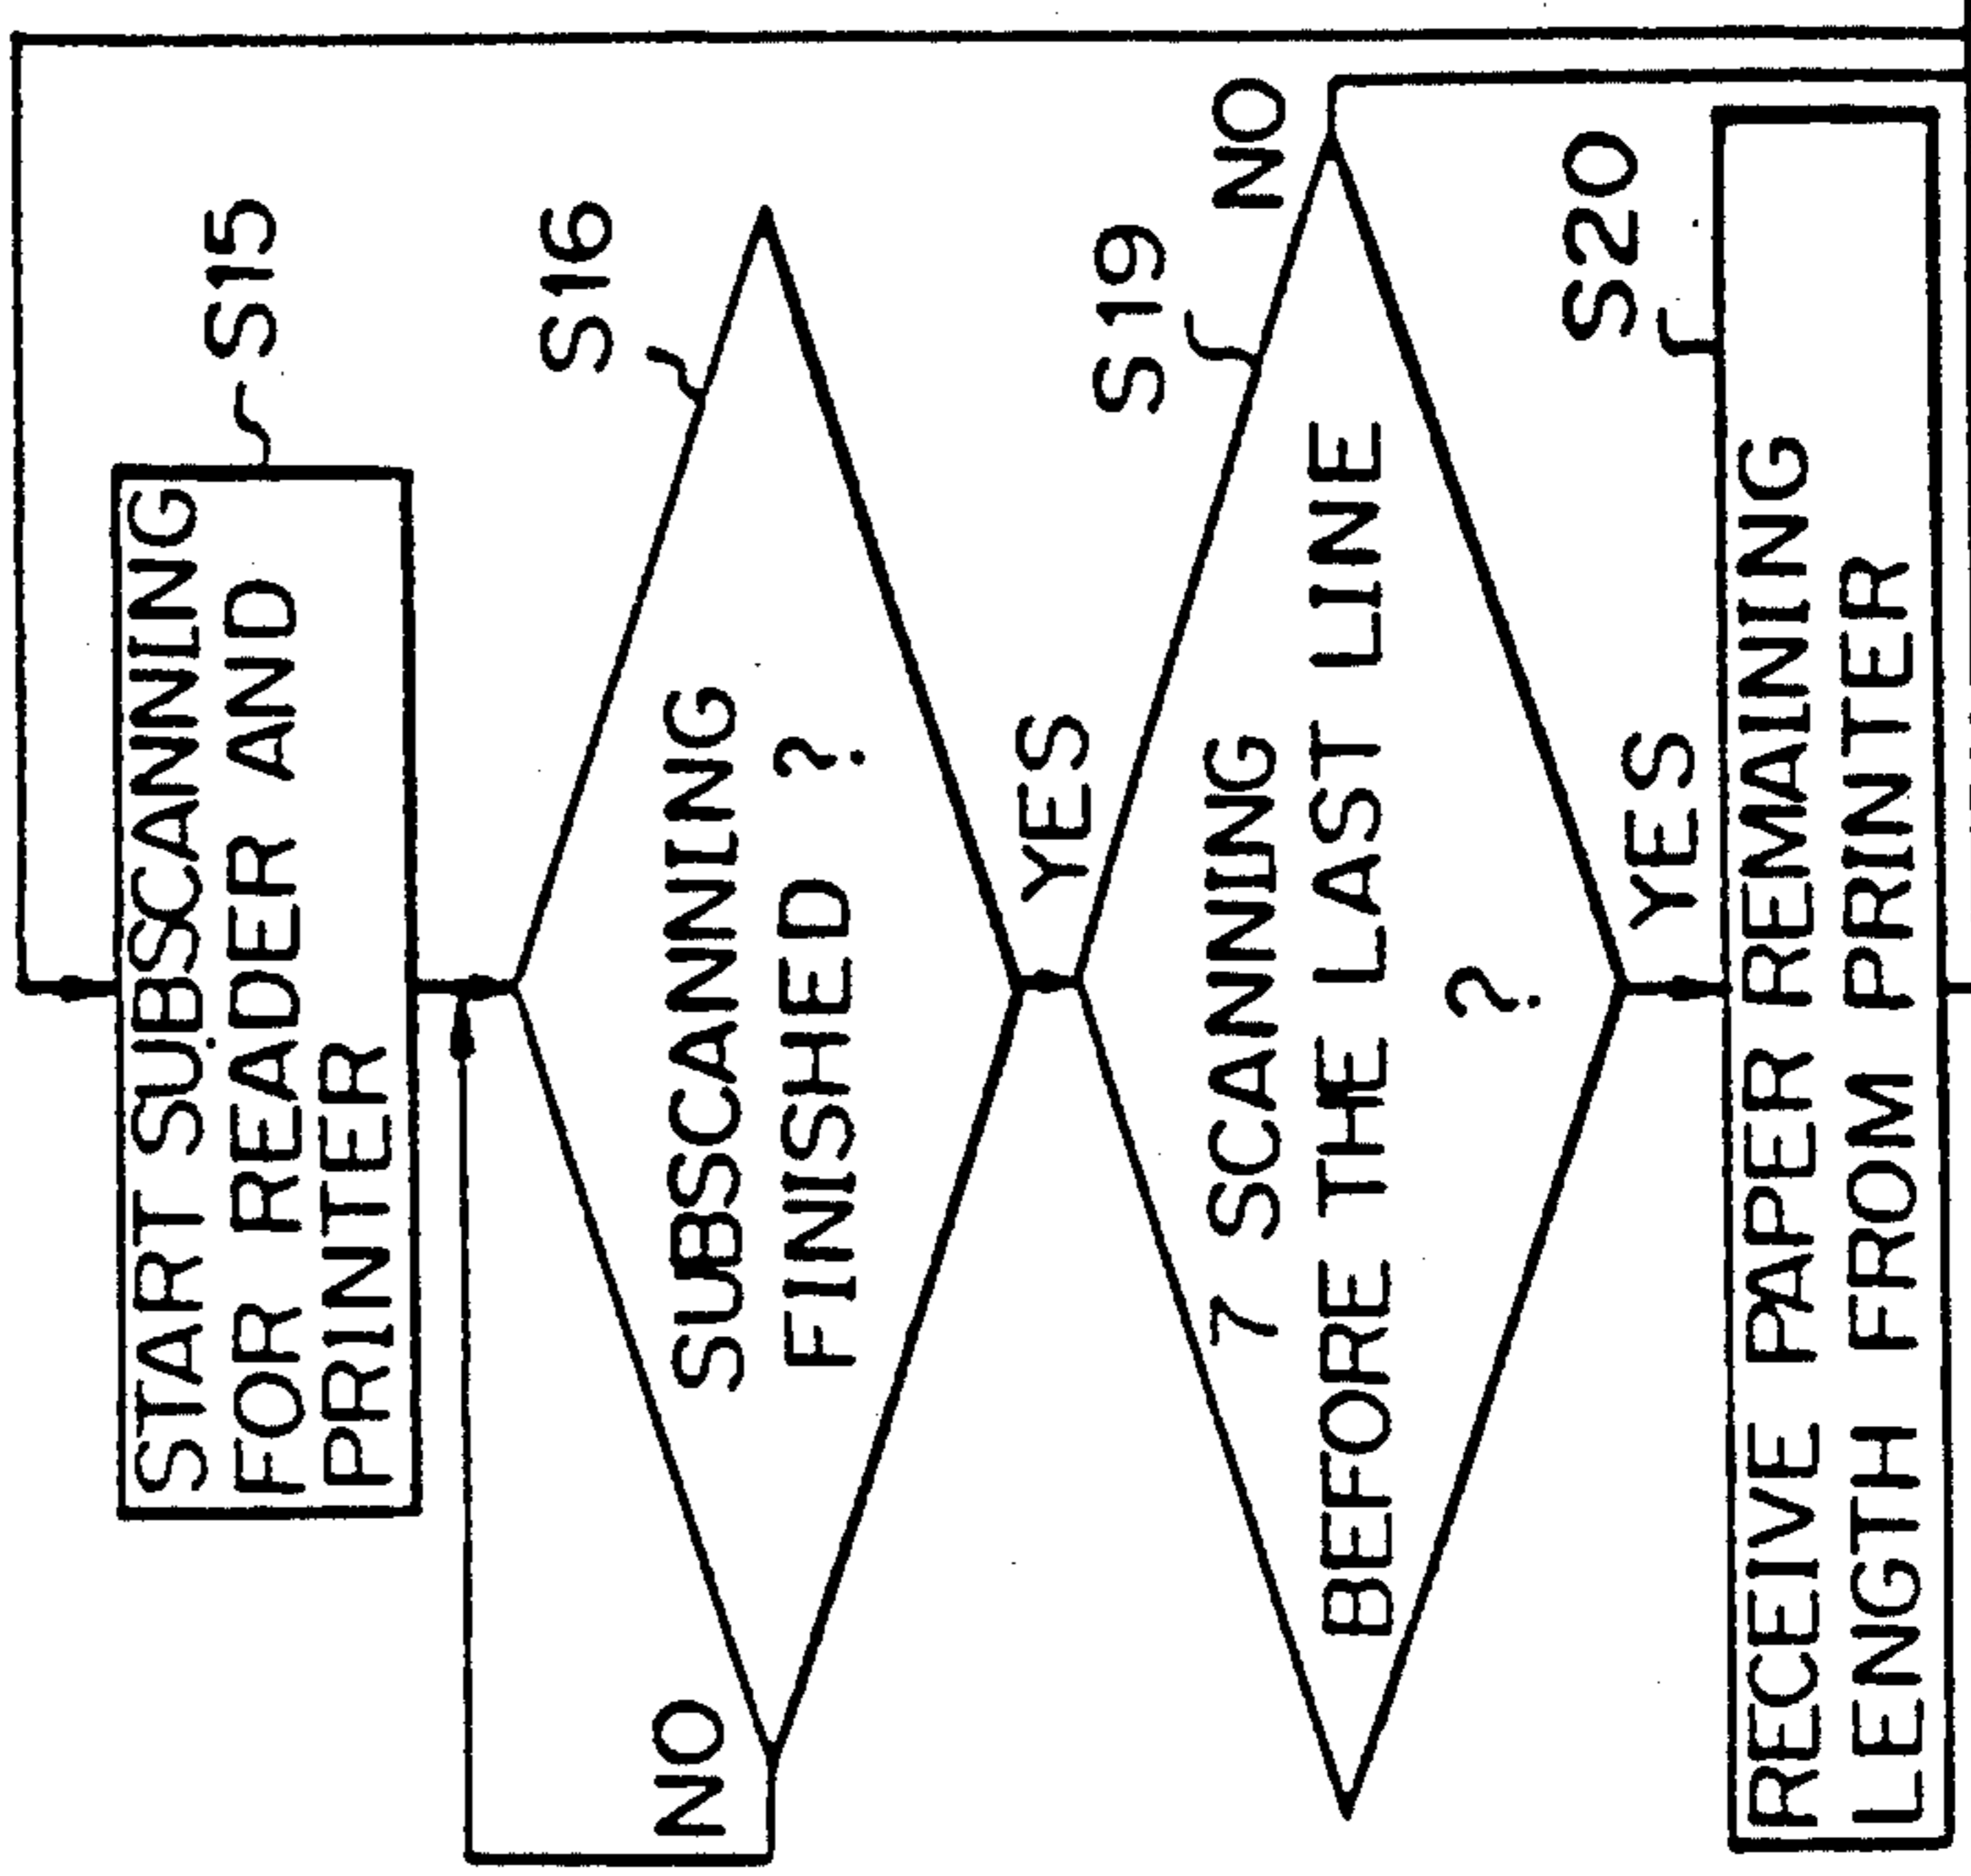 START SUBSCANNING
FOR READER AND
PRINTER
S15
S16
SUBSCANNING
FINISHED ?
NO
YES
S19
7 SCANNING
BEFORE THE LAST LINE
?
NO
YES
S20
RECEIVE PAPER REMAINING
LENGTH FROM PRINTER